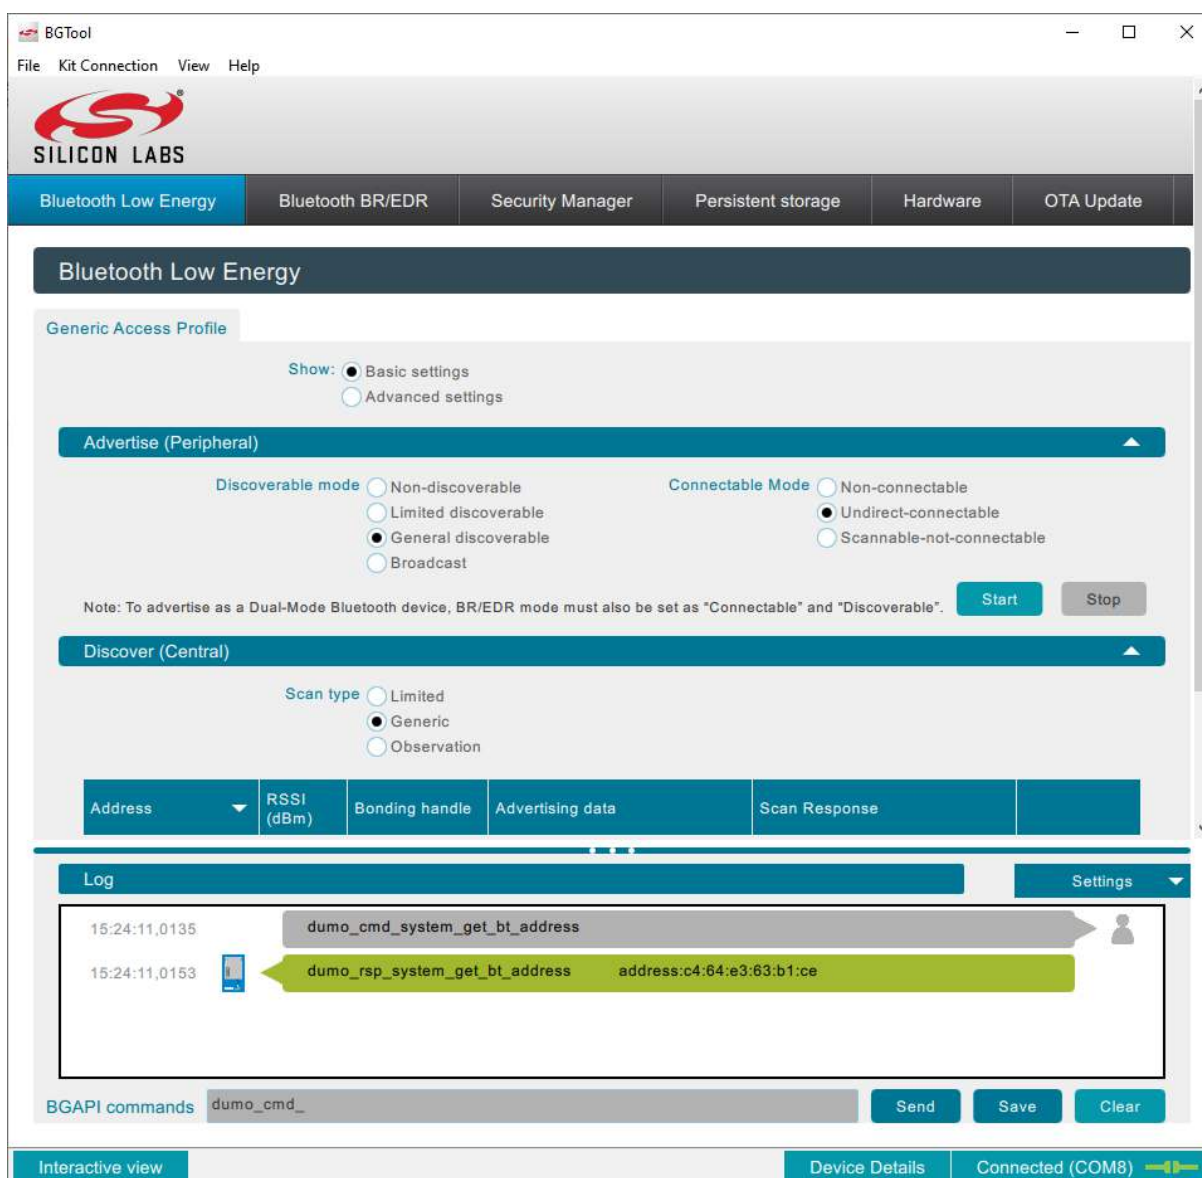 BGTool
File Kit Connection View Help
SILICON LABS
Bluetooth Low Energy Bluetooth BR/EDR Security Manager Persistent storage Hardware OTA Update
Bluetooth Low Energy
Generic Access Profile
Show: Basic settings
Advanced settings
Advertise (Peripheral)
Discoverable mode Non-discoverable Connectable Mode Non-connectable
Limited discoverable Undirect-connectable
General discoverable Scannable-not-connectable
Broadcast
Note: To advertise as a Dual-Mode Bluetooth device, BR/EDR mode must also be set as "Connectable" and "Discoverable". Start Stop
Discover (Central)
Scan type Limited
Generic
Observation
Address RSSI (dBm) Bonding handle Advertising data Scan Response
Log Settings
15:24:11,0135 dumo_cmd_system_get_bt_address
15:24:11,0153 dumo_rsp_system_get_bt_address address:c4:64:e3:63:b1:ce
BGAPI commands dumo_cmd_ Send Save Clear
Interactive view Device Details Connected (COM8)